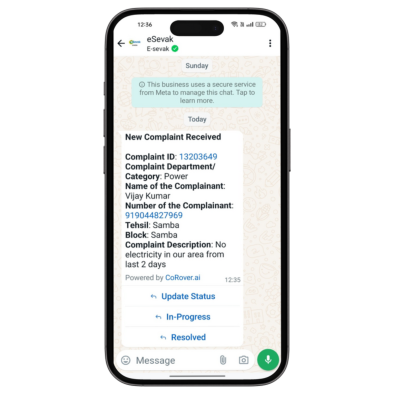 12:36
eSevak
E-sevak
Sunday
This business uses a secure service
from Meta to manage this chat. Tap to
learn more.
Today
New Complaint Received
Complaint ID: 13203649
Complaint Department/
Category: Power
Name of the Complainant:
Vijay Kumar
Number of the Complainant:
919044827969
Tehsil: Samba
Block: Samba
Complaint Description: No
electricity in our area from
last 2 days
Powered by CoRover.ai
12:35
Update Status
In-Progress
Resolved
Message